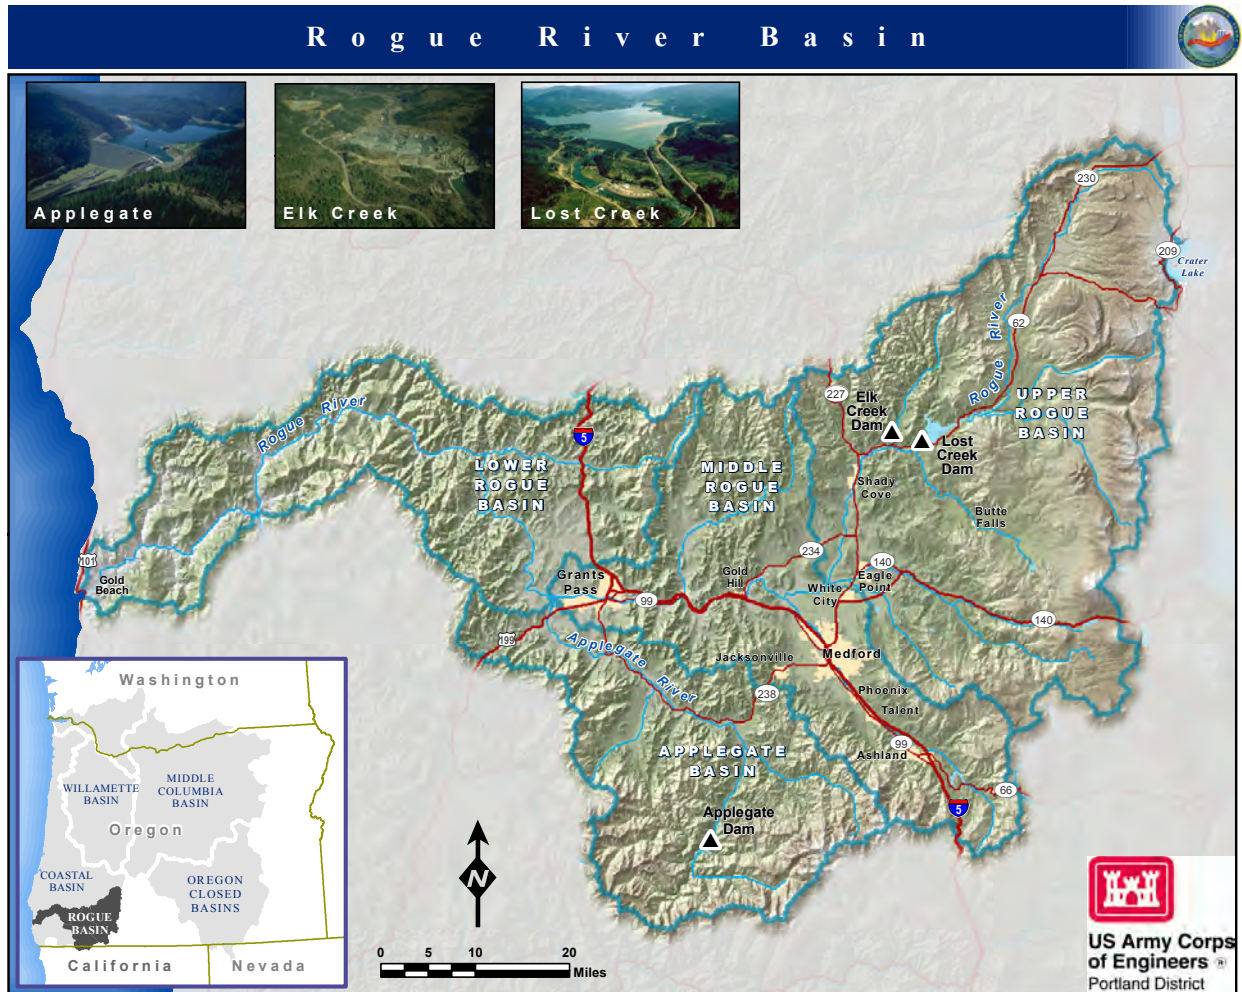 Rogue River Basin
Applegate
Elk Creek
Lost Creek
230
209
Crater
Lake
62
Rogue River
227
Elk
Creek
Dam
UPPER
ROGUE
BASIN
Rogue River
5
Lost
Creek
Dam
LOWER
ROGUE
BASIN
MIDDLE
ROGUE
BASIN
Shady
Cove
Butte
Falls
101
Gold
Beach
234
140
Grants
Pass
Gold
Hill
White
City
Eagle
Point
99
140
199
Applegate River
Jacksonville
Medford
238
Phoenix
Talent
99
Ashland
APPLEGATE
BASIN
66
5
Applegate
Dam
Washington
WILLAMETTE
BASIN
MIDDLE
COLUMBIA
BASIN
Oregon
COASTAL
BASIN
OREGON
CLOSED
BASINS
ROGUE
BASIN
California
Nevada
N
0 5 10 20
Miles
US Army Corps
of Engineers ®
Portland District